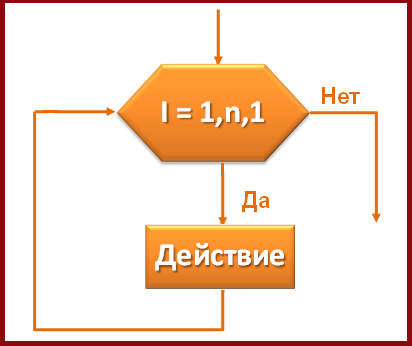 I = 1,n,1
Нет
Да
Действие